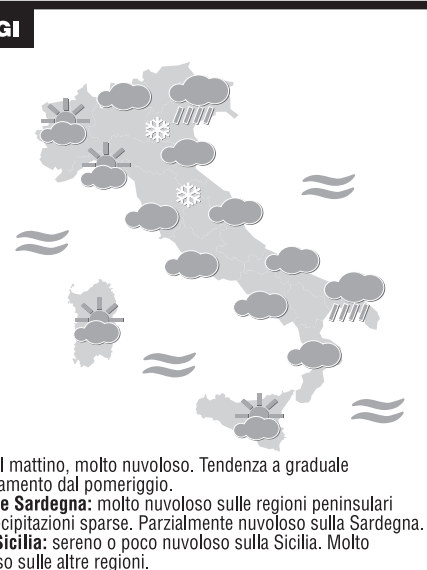 GI
l mattino, molto nuvoloso. Tendenza a graduale
amento dal pomeriggio.
e Sardegna: molto nuvoloso sulle regioni peninsulari
cipitazioni sparse. Parzialmente nuvoloso sulla Sardegna.
Sicilia: sereno o poco nuvoloso sulla Sicilia. Molto
so sulle altre regioni.